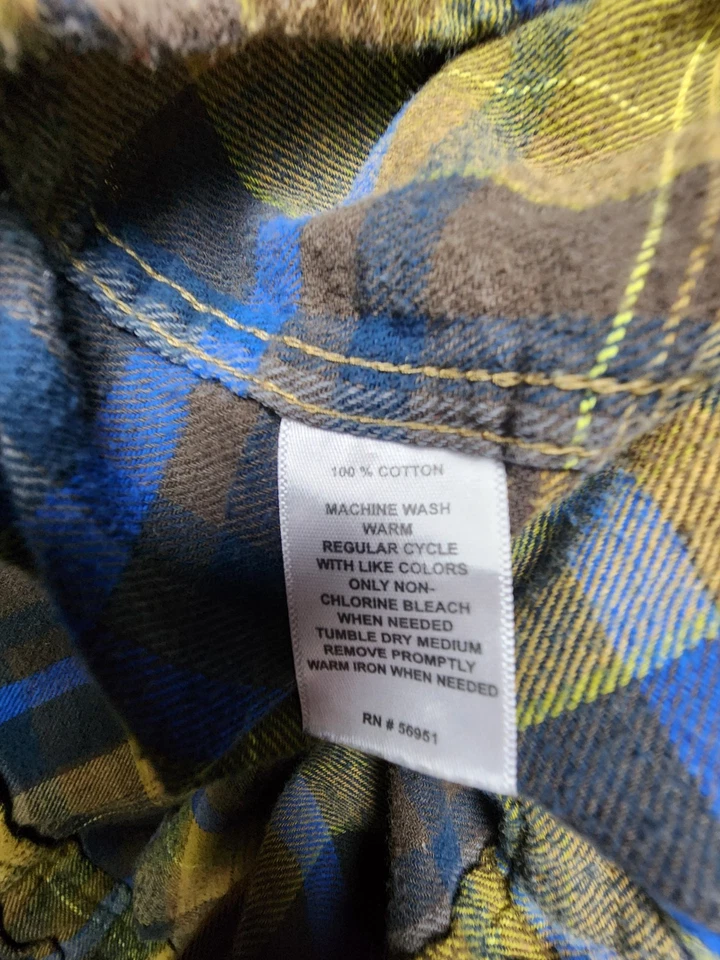 100 % COTTON
MACHINE WASH
WARM
REGULAR CYCLE
WITH LIKE COLORS
ONLY NON-
CHLORINE BLEACH
WHEN NEEDED
TUMBLE DRY MEDIUM
REMOVE PROMPTLY
WARM IRON WHEN NEEDED
RN # 56951